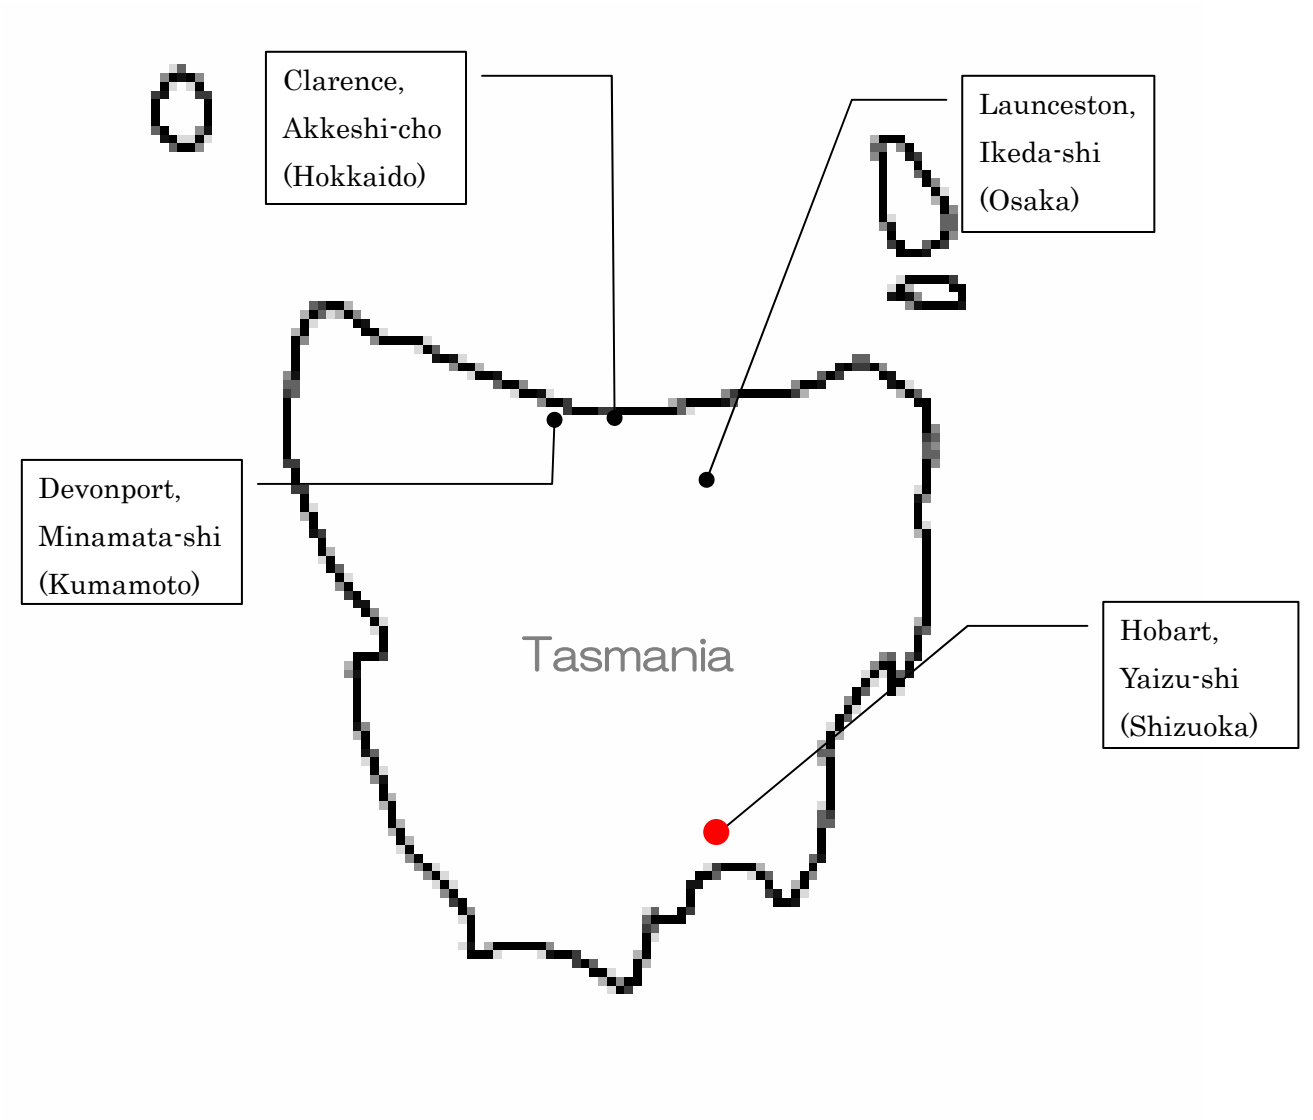 Clarence,
Akkeshi-cho
(Hokkaido)
Launceston,
Ikeda-shi
(Osaka)
Devonport,
Minamata-shi
(Kumamoto)
Tasmania
Hobart,
Yaizu-shi
(Shizuoka)